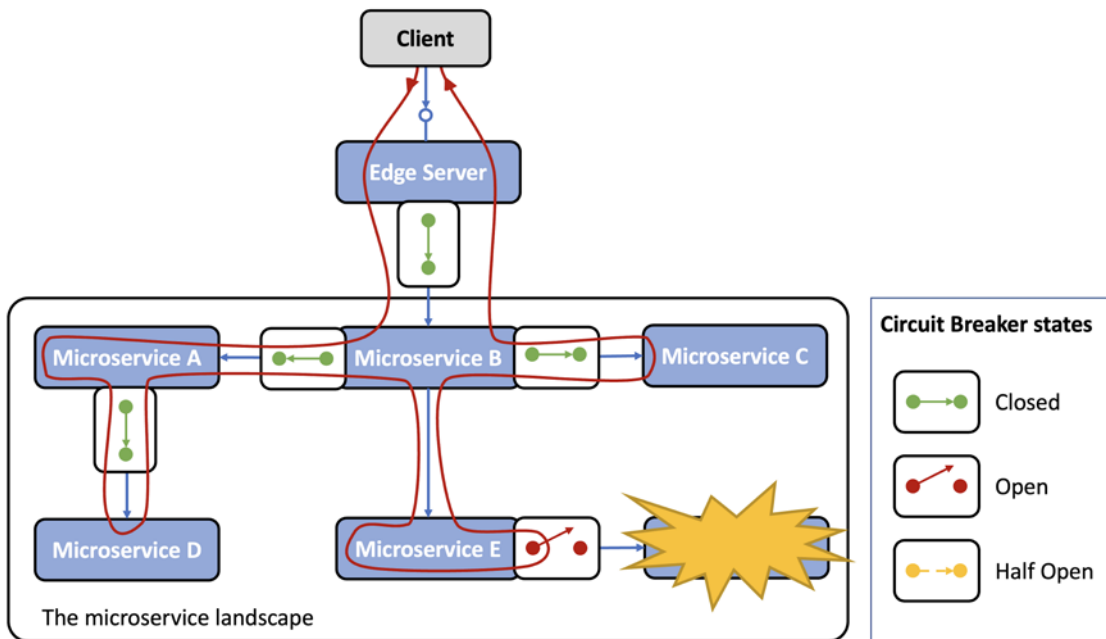 Client
Edge Server
Microservice A
Microservice B
Microservice C
Microservice D
Microservice E
The microservice landscape
Circuit Breaker states
Closed
Open
Half Open